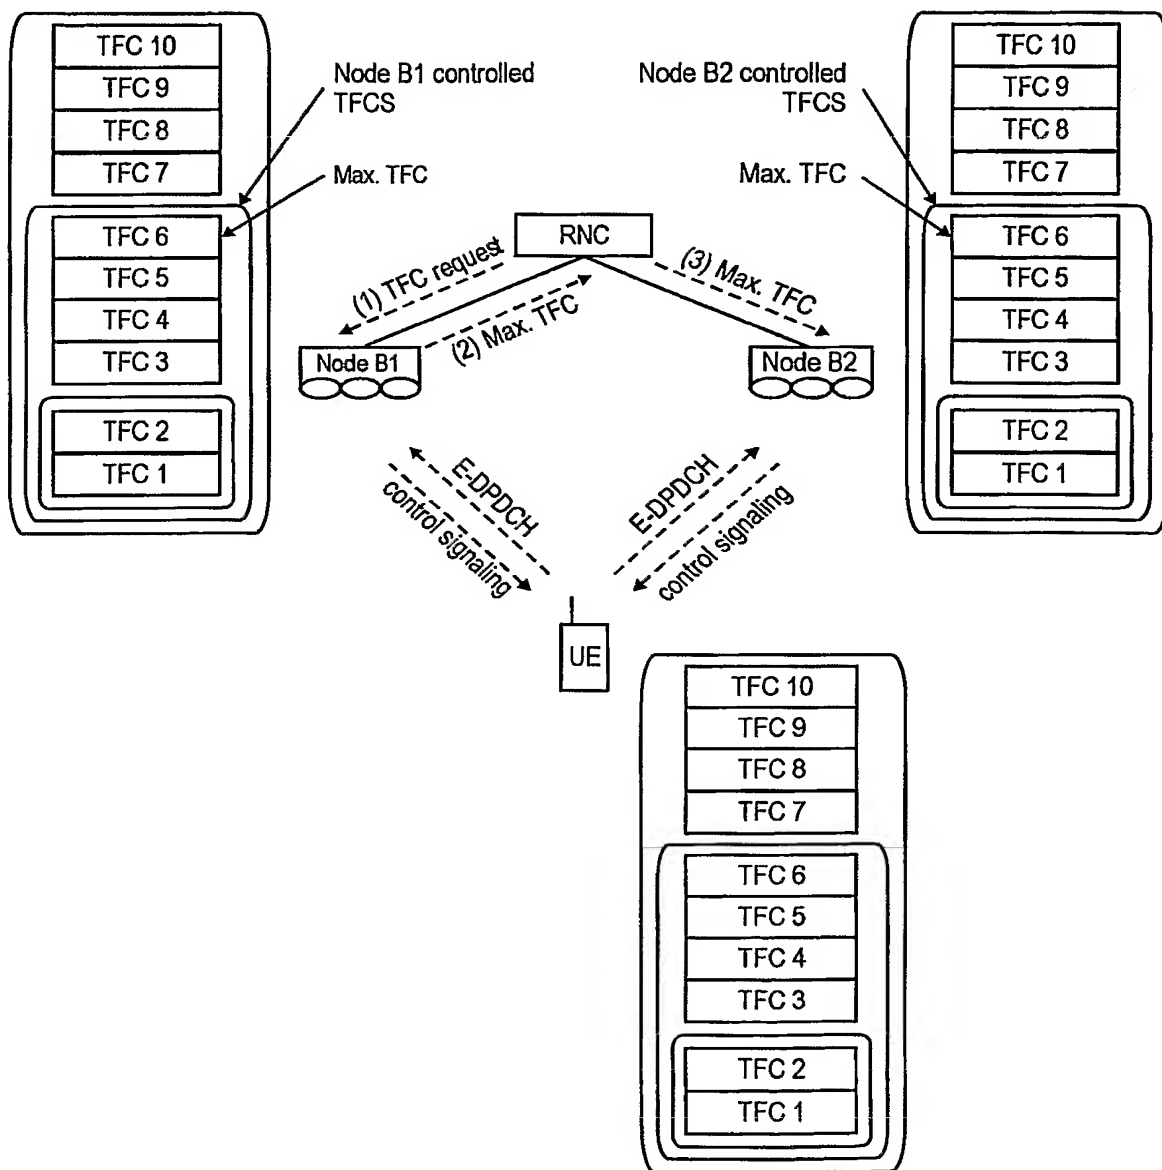 TFC 10
TFC 9
TFC 8
TFC 7
TFC 6
TFC 5
TFC 4
TFC 3
TFC 2
TFC 1
Node B1 controlled
TFCS
Max. TFC
Node B2 controlled
TFCS
Max. TFC
TFC 10
TFC 9
TFC 8
TFC 7
TFC 6
TFC 5
TFC 4
TFC 3
TFC 2
TFC 1
RNC
(1) TFC request
(2) Max. TFC
(3) Max. TFC
Node B1
Node B2
E-DPDCH
control signaling
E-DPDCH
control signaling
UE
TFC 10
TFC 9
TFC 8
TFC 7
TFC 6
TFC 5
TFC 4
TFC 3
TFC 2
TFC 1